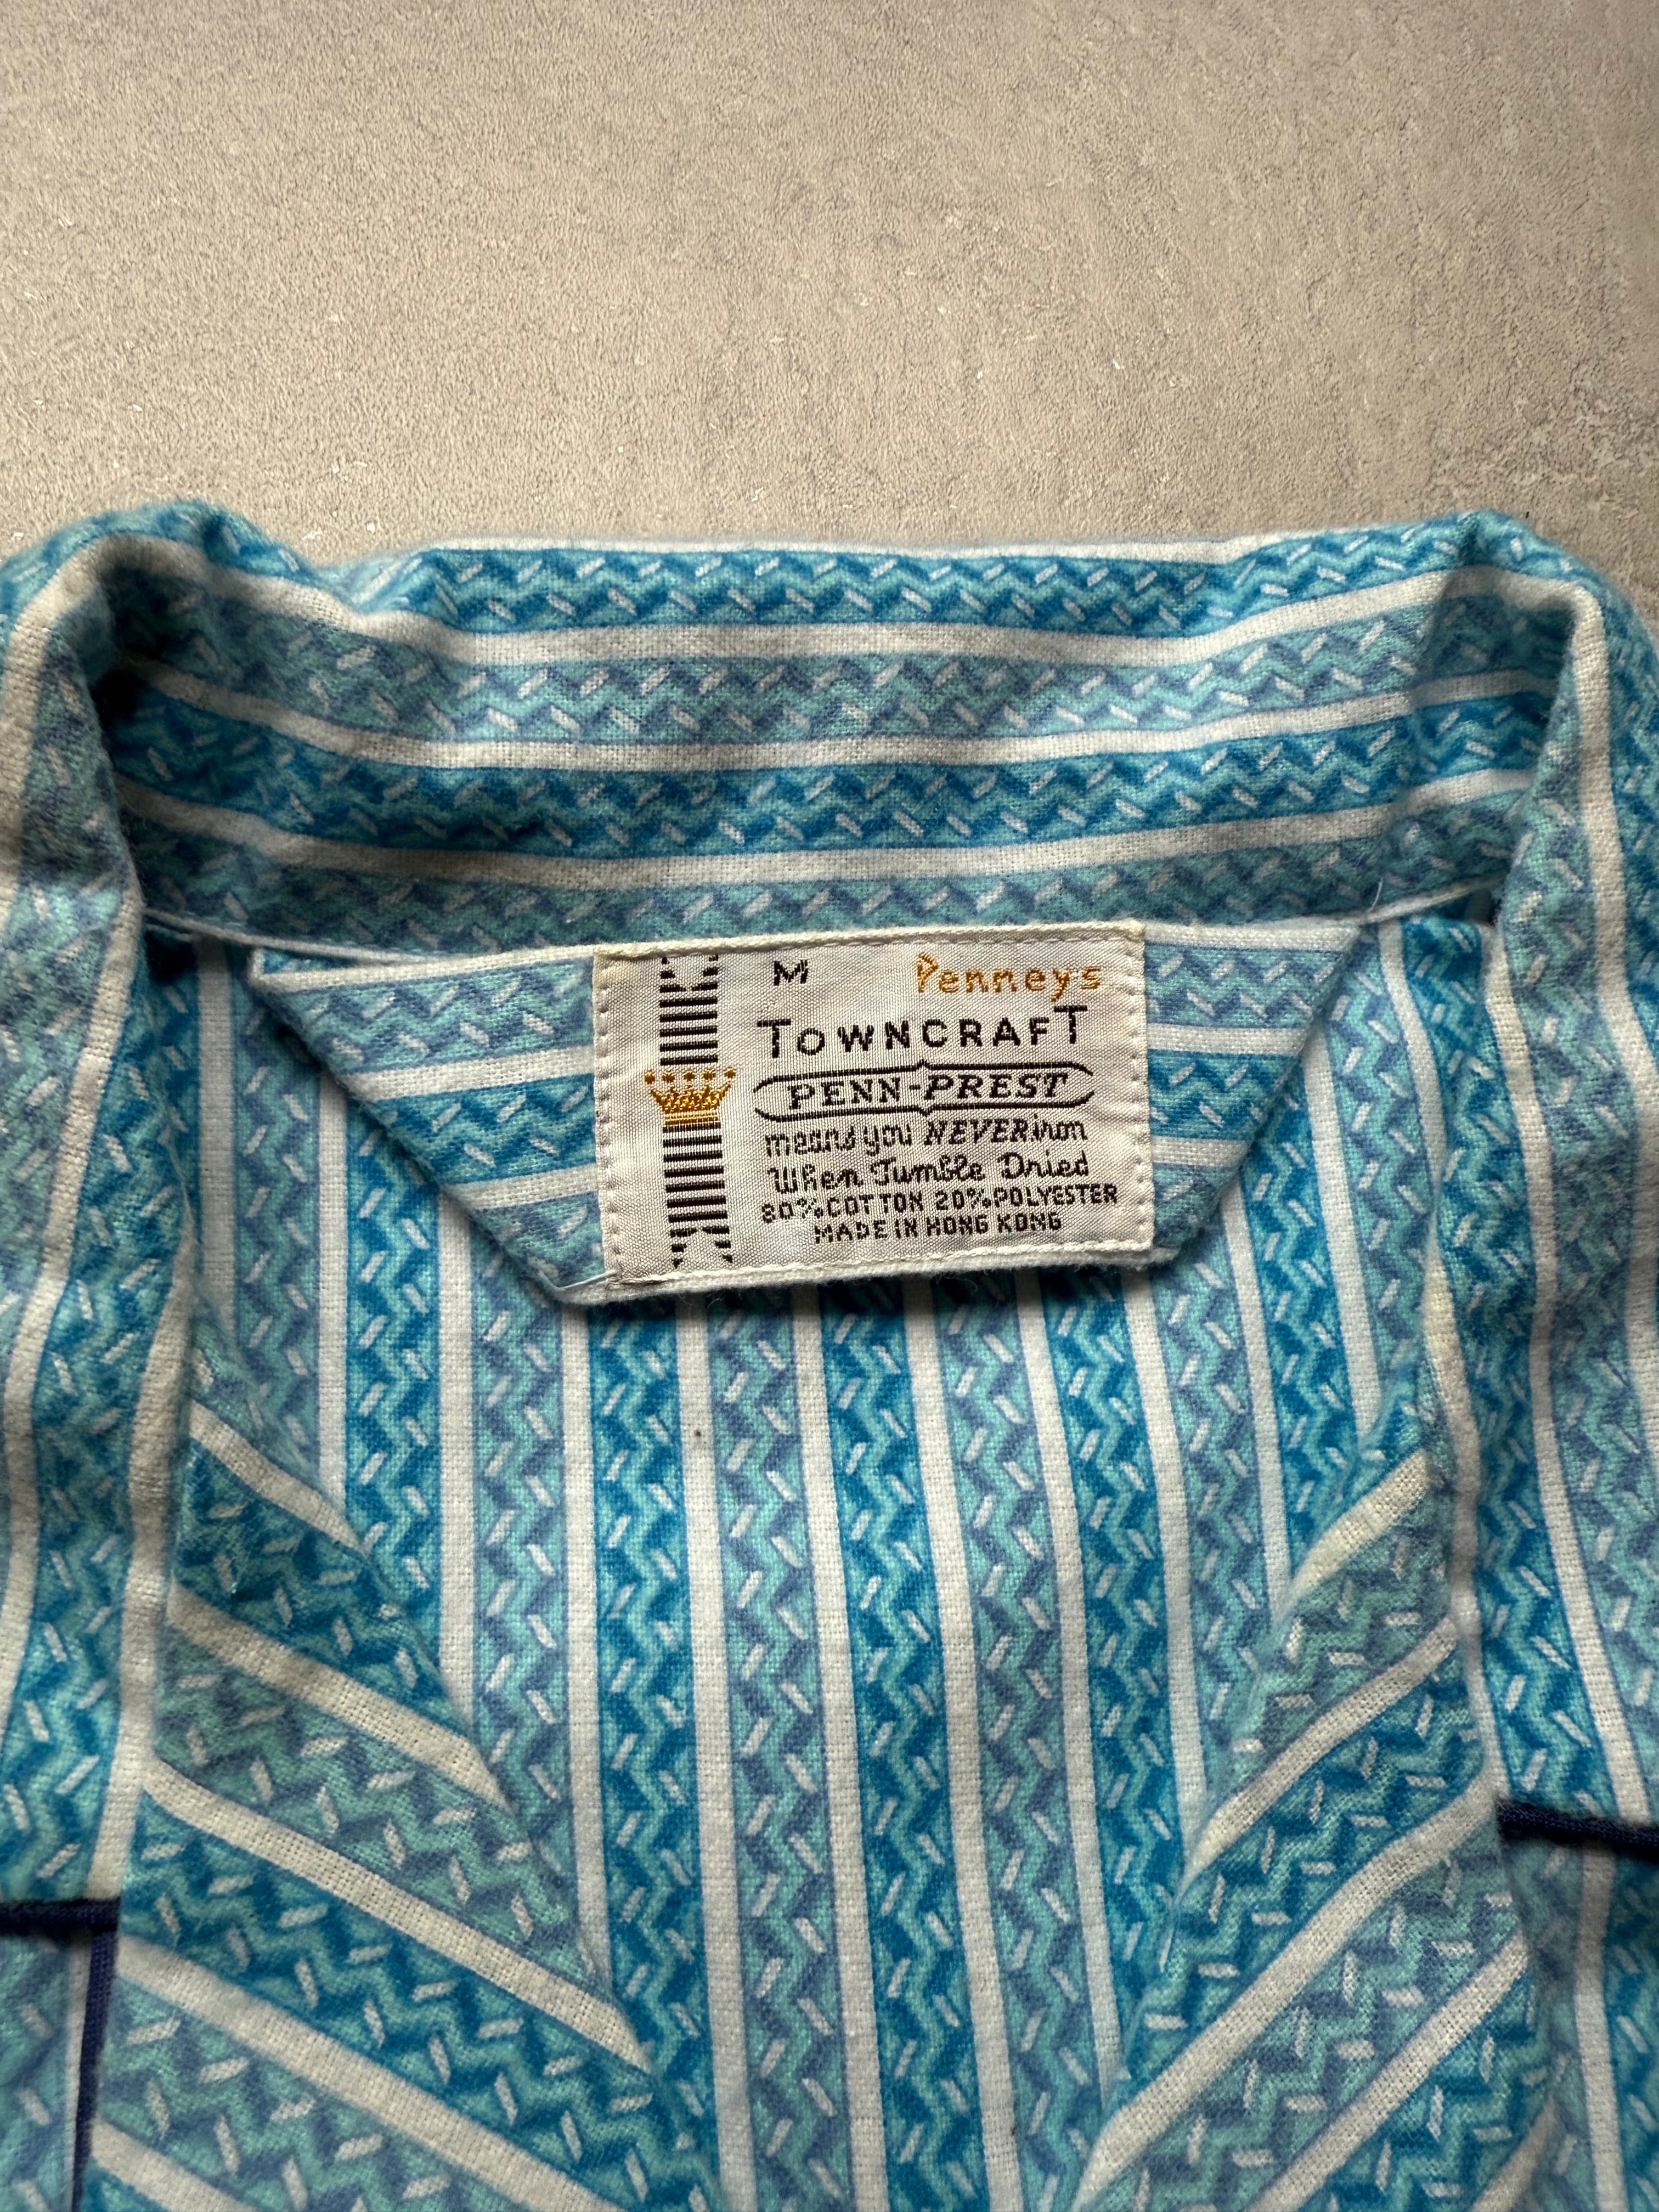 M Penneys
TOWNCRAFT
PENN-PREST
means you NEVER iron
When Tumble Dried
80% COTTON 20% POLYESTER
MADE IN HONG KONG